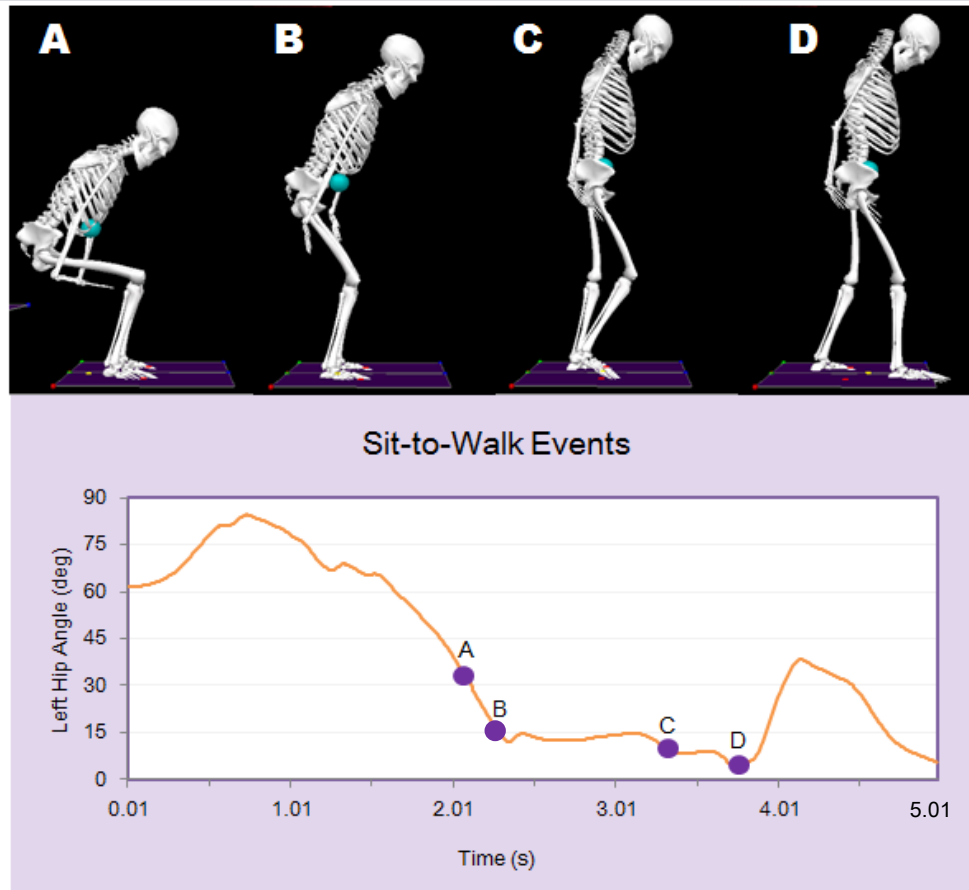 A B C D
Sit-to-Walk Events
90
75
60
45
30
15
0
Left Hip Angle (deg)
A
B
C
D
0.01 1.01 2.01 3.01 4.01 5.01
Time (s)